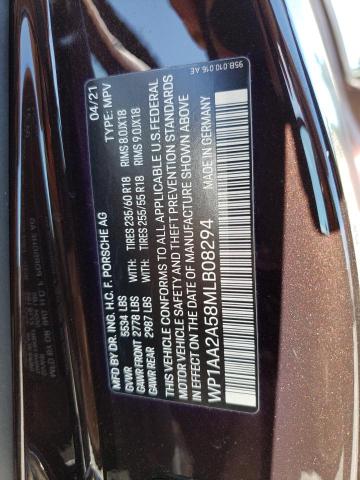 MFD BY DR. ING. H.C. F. PORSCHE AG 04/21
GVWR 5534 LBS TYPE: MPV
GAWR FRONT 2778 LBS WITH: TIRES 235/60 R18 RIMS 8.0JX18
GAWR REAR 2987 LBS WITH: TIRES 255/55 R18 RIMS 9.0JX18
THIS VEHICLE CONFORMS TO ALL APPLICABLE U.S. FEDERAL
MOTOR VEHICLE SAFETY AND THEFT PREVENTION STANDARDS
IN EFFECT ON THE DATE OF MANUFACTURE SHOWN ABOVE
WP1AA2A58MLB08294 MADE IN GERMANY
95B.010.016.AE